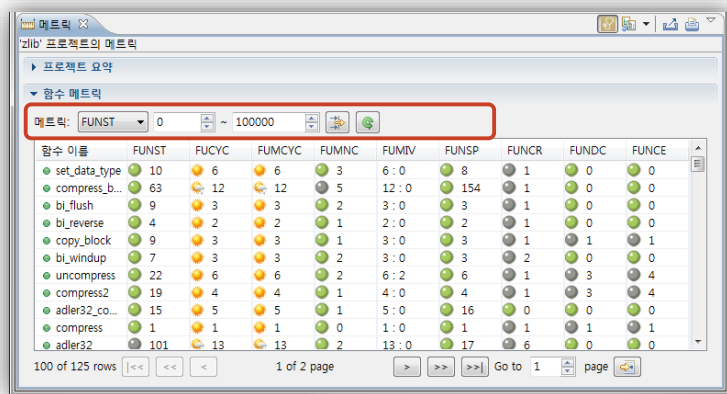 메트릭
'zlib' 프로젝트의 메트릭
프로젝트 요약
함수 메트릭
메트릭: FUNST 0 ~ 100000
함수 이름 FUNST FUCYC FUMCYC FUMNC FUMIV FUNSP FUNCR FUNDC FUNCE
set_data_type 10 6 6 3 6 : 0 8 1 0 0
compress_b... 63 12 12 5 12 : 0 154 1 0 0
bi_flush 9 3 3 2 3 : 0 3 1 0 0
bi_reverse 4 2 2 1 2 : 0 2 1 0 0
copy_block 9 3 3 1 3 : 0 3 1 1 1
bi_windup 7 3 3 2 3 : 0 3 2 0 0
uncompress 22 6 6 2 6 : 2 6 1 3 4
compress2 19 4 4 1 4 : 0 4 1 3 4
adler32_co... 15 5 5 1 5 : 0 16 0 0 0
compress 1 1 1 0 1 : 0 1 1 1 1
adler32 101 13 13 2 13 : 0 17 6 0 0
100 of 125 rows |<< << < 1 of 2 page > >> >>| Go to 1 page